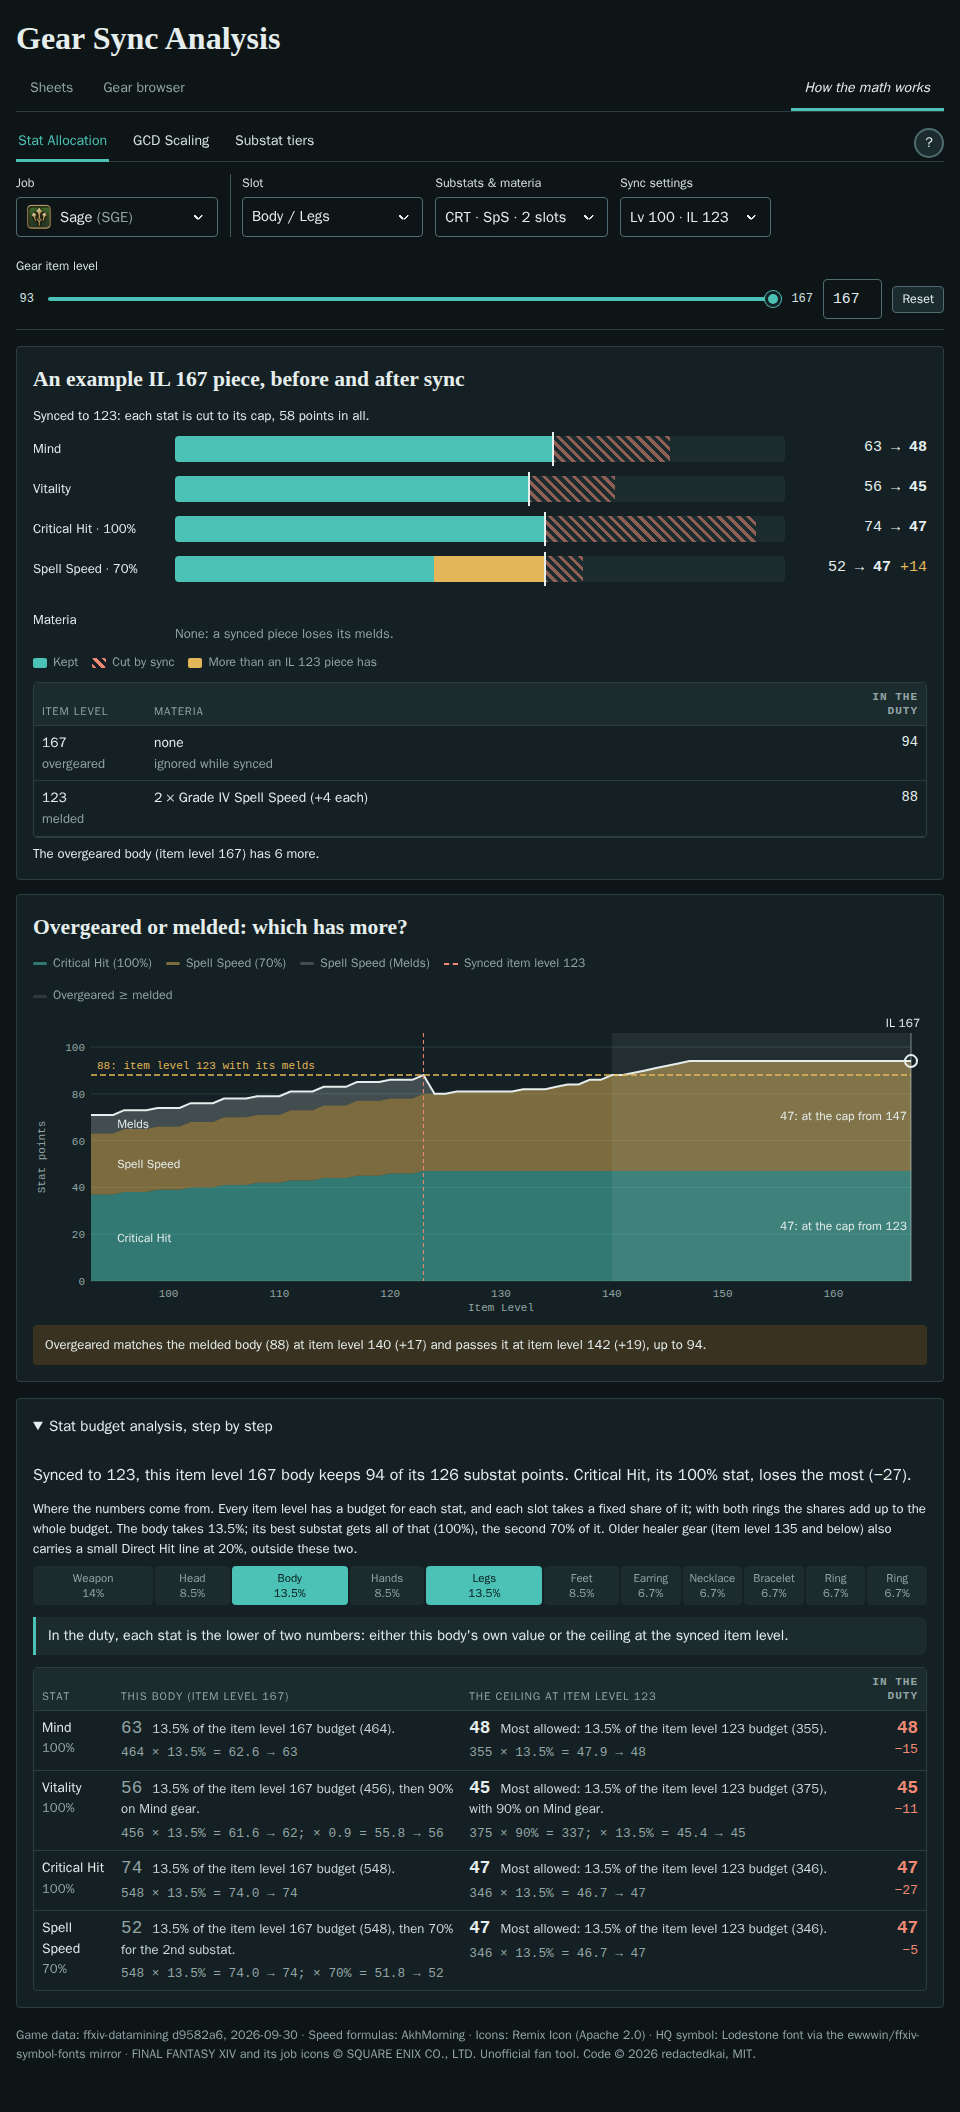 Gear Sync Analysis
Sheets Gear browser How the math works
Stat Allocation GCD Scaling Substat tiers ?
Job Slot Substats & materia Sync settings
Sage (SGE) Body / Legs CRT · SpS · 2 slots Lv 100 · IL 123
Gear item level
93 167 167 Reset
An example IL 167 piece, before and after sync
Synced to 123: each stat is cut to its cap, 58 points in all.
Mind 63 → 48
Vitality 56 → 45
Critical Hit · 100% 74 → 47
Spell Speed · 70% 52 → 47 +14
Materia
None: a synced piece loses its melds.
Kept Cut by sync More than an IL 123 piece has
IN THE
ITEM LEVEL MATERIA DUTY
167 none 94
overgeared ignored while synced
123 2 × Grade IV Spell Speed (+4 each) 88
melded
The overgeared body (item level 167) has 6 more.
Overgeared or melded: which has more?
Critical Hit (100%) Spell Speed (70%) Spell Speed (Melds) Synced item level 123
Overgeared ≥ melded
IL 167
100
88: item level 123 with its melds
80
Melds
47: at the cap from 147
60
Spell Speed
Stat points
40
47: at the cap from 123
20
Critical Hit
0
100 110 120 130 140 150 160
Item Level
Overgeared matches the melded body (88) at item level 140 (+17) and passes it at item level 142 (+19), up to 94.
▼ Stat budget analysis, step by step
Synced to 123, this item level 167 body keeps 94 of its 126 substat points. Critical Hit, its 100% stat, loses the most (−27).
Where the numbers come from. Every item level has a budget for each stat, and each slot takes a fixed share of it; with both rings the shares add up to the
whole budget. The body takes 13.5%; its best substat gets all of that (100%), the second 70% of it. Older healer gear (item level 135 and below) also
carries a small Direct Hit line at 20%, outside these two.
Weapon Head Body Hands Legs Feet Earring Necklace Bracelet Ring Ring
14% 8.5% 13.5% 8.5% 13.5% 8.5% 6.7% 6.7% 6.7% 6.7% 6.7%
In the duty, each stat is the lower of two numbers: either this body's own value or the ceiling at the synced item level.
IN THE
STAT THIS BODY (ITEM LEVEL 167) THE CEILING AT ITEM LEVEL 123 DUTY
Mind 63 13.5% of the item level 167 budget (464). 48 Most allowed: 13.5% of the item level 123 budget (355). 48
100% 464 × 13.5% = 62.6 → 63 355 × 13.5% = 47.9 → 48 −15
Vitality 56 13.5% of the item level 167 budget (456), then 90% 45 Most allowed: 13.5% of the item level 123 budget (375), 45
100% on Mind gear. with 90% on Mind gear. −11
456 × 13.5% = 61.6 → 62; × 0.9 = 55.8 → 56 375 × 90% = 337; × 13.5% = 45.4 → 45
Critical Hit 74 13.5% of the item level 167 budget (548). 47 Most allowed: 13.5% of the item level 123 budget (346). 47
100% 548 × 13.5% = 74.0 → 74 346 × 13.5% = 46.7 → 47 −27
Spell 52 13.5% of the item level 167 budget (548), then 70% 47 Most allowed: 13.5% of the item level 123 budget (346). 47
Speed for the 2nd substat. 346 × 13.5% = 46.7 → 47 −5
70% 548 × 13.5% = 74.0 → 74; × 70% = 51.8 → 52
Game data: ffxiv-datamining d9582a6, 2026-09-30 · Speed formulas: AkhMorning · Icons: Remix Icon (Apache 2.0) · HQ symbol: Lodestone font via the ewwwin/ffxiv-
symbol-fonts mirror · FINAL FANTASY XIV and its job icons © SQUARE ENIX CO., LTD. Unofficial fan tool. Code © 2026 redactedkai, MIT.